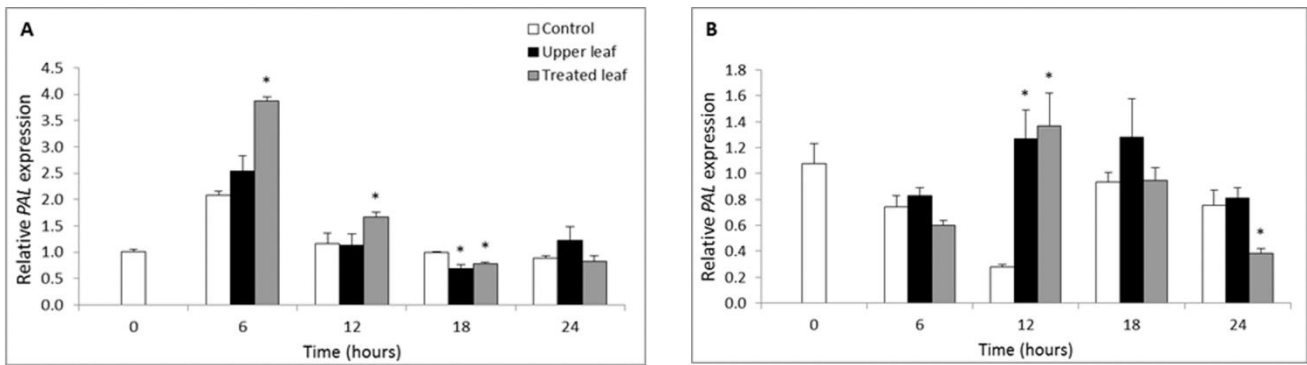 A
Control
Upper leaf
Treated leaf
Relative PAL expression
4.5
4.0
3.5
3.0
2.5
2.0
1.5
1.0
0.5
0.0
*
*
* *
0 6 12 18 24
Time (hours)
B
Relative PAL expression
1.8
1.6
1.4
1.2
1.0
0.8
0.6
0.4
0.2
0.0
* *
*
0 6 12 18 24
Time (hours)